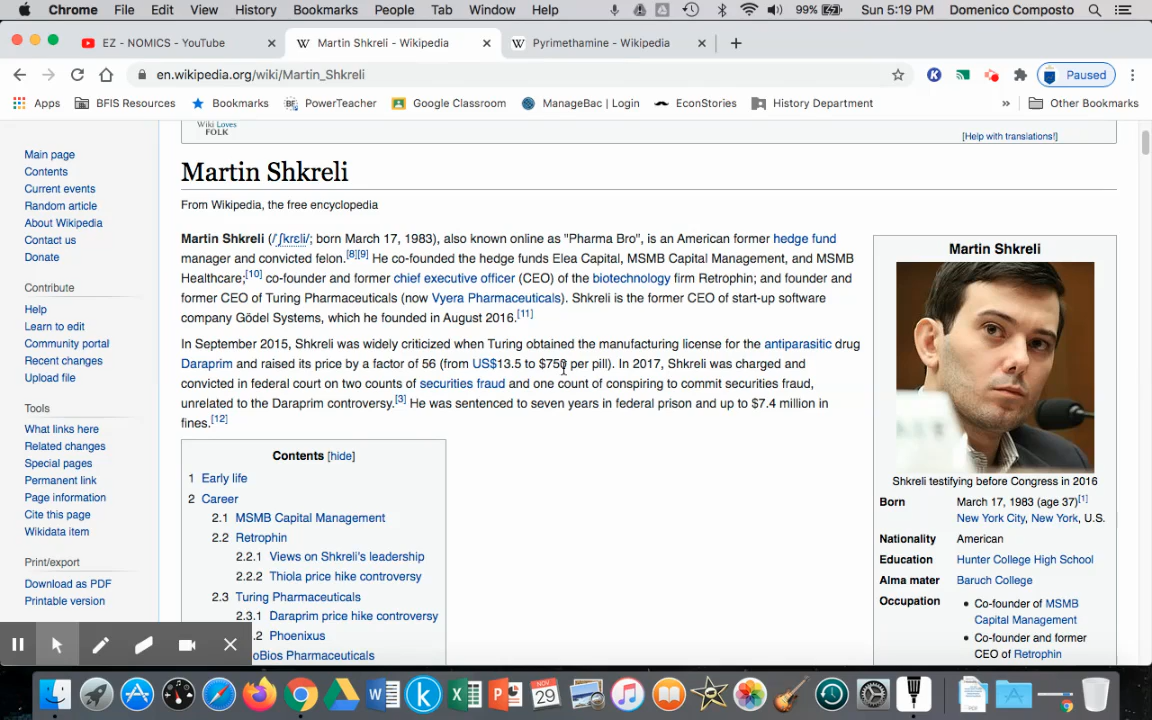 Chrome File Edit View History Bookmarks People Tab Window Help 99% Sun 5:19 PM Domenico Composto
EZ - NOMICS - YouTube Martin Shkreli - Wikipedia Pyrimethamine - Wikipedia
en.wikipedia.org/wiki/Martin_Shkreli Paused
Apps BFIS Resources Bookmarks PowerTeacher Google Classroom ManageBac | Login EconStories History Department » Other Bookmarks
Wiki Loves
FOLK
[Help with translations!]
Main page
Contents
Current events
Random article
About Wikipedia
Contact us
Donate
Contribute
Help
Learn to edit
Community portal
Recent changes
Upload file
Tools
What links here
Related changes
Special pages
Permanent link
Page information
Cite this page
Wikidata item
Print/export
Download as PDF
Printable version
Martin Shkreli
From Wikipedia, the free encyclopedia
Martin Shkreli (/ˈʃkrɛli/; born March 17, 1983), also known online as "Pharma Bro", is an American former hedge fund
manager and convicted felon.[8][9] He co-founded the hedge funds Elea Capital, MSMB Capital Management, and MSMB
Healthcare;[10] co-founder and former chief executive officer (CEO) of the biotechnology firm Retrophin; and founder and
former CEO of Turing Pharmaceuticals (now Vyera Pharmaceuticals). Shkreli is the former CEO of start-up software
company Gödel Systems, which he founded in August 2016.[11]
In September 2015, Shkreli was widely criticized when Turing obtained the manufacturing license for the antiparasitic drug
Daraprim and raised its price by a factor of 56 (from US$13.5 to $750 per pill). In 2017, Shkreli was charged and
convicted in federal court on two counts of securities fraud and one count of conspiring to commit securities fraud,
unrelated to the Daraprim controversy.[3] He was sentenced to seven years in federal prison and up to $7.4 million in
fines.[12]
Contents [hide]
1 Early life
2 Career
2.1 MSMB Capital Management
2.2 Retrophin
2.2.1 Views on Shkreli's leadership
2.2.2 Thiola price hike controversy
2.3 Turing Pharmaceuticals
2.3.1 Daraprim price hike controversy
.2 Phoenixus
oBios Pharmaceuticals
Martin Shkreli
Shkreli testifying before Congress in 2016
Born March 17, 1983 (age 37)[1]
New York City, New York, U.S.
Nationality American
Education Hunter College High School
Alma mater Baruch College
Occupation • Co-founder of MSMB
Capital Management
• Co-founder and former
CEO of Retrophin
NOV
29